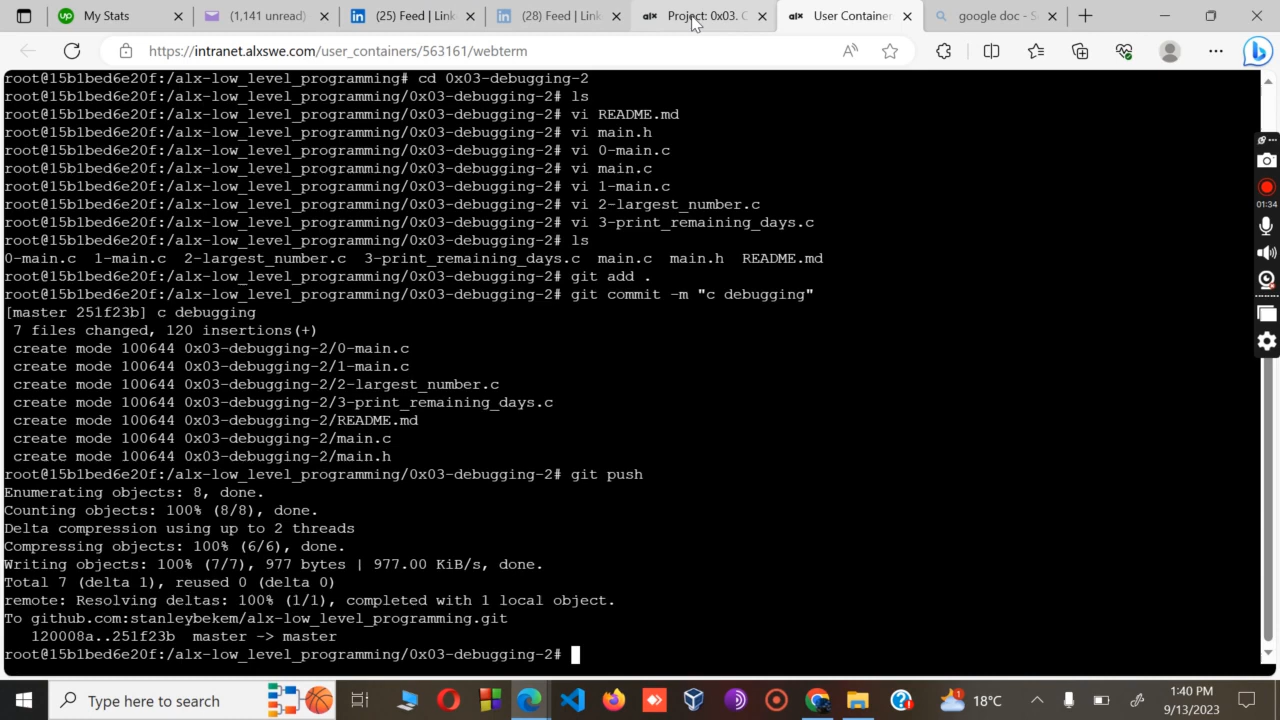 My Stats
(1,141 unread)
(25) Feed | Link
(28) Feed | Link
Project: 0x03. C
User Container
google doc - Se
https://intranet.alxswe.com/user_containers/563161/webterm
root@15b1bed6e20f:/alx-low_level_programming# cd 0x03-debugging-2
root@15b1bed6e20f:/alx-low_level_programming/0x03-debugging-2# ls
root@15b1bed6e20f:/alx-low_level_programming/0x03-debugging-2# vi README.md
root@15b1bed6e20f:/alx-low_level_programming/0x03-debugging-2# vi main.h
root@15b1bed6e20f:/alx-low_level_programming/0x03-debugging-2# vi 0-main.c
root@15b1bed6e20f:/alx-low_level_programming/0x03-debugging-2# vi main.c
root@15b1bed6e20f:/alx-low_level_programming/0x03-debugging-2# vi 1-main.c
root@15b1bed6e20f:/alx-low_level_programming/0x03-debugging-2# vi 2-largest_number.c
root@15b1bed6e20f:/alx-low_level_programming/0x03-debugging-2# vi 3-print_remaining_days.c
root@15b1bed6e20f:/alx-low_level_programming/0x03-debugging-2# ls
0-main.c  1-main.c  2-largest_number.c  3-print_remaining_days.c  main.c  main.h  README.md
root@15b1bed6e20f:/alx-low_level_programming/0x03-debugging-2# git add .
root@15b1bed6e20f:/alx-low_level_programming/0x03-debugging-2# git commit -m "c debugging"
[master 251f23b] c debugging
 7 files changed, 120 insertions(+)
 create mode 100644 0x03-debugging-2/0-main.c
 create mode 100644 0x03-debugging-2/1-main.c
 create mode 100644 0x03-debugging-2/2-largest_number.c
 create mode 100644 0x03-debugging-2/3-print_remaining_days.c
 create mode 100644 0x03-debugging-2/README.md
 create mode 100644 0x03-debugging-2/main.c
 create mode 100644 0x03-debugging-2/main.h
root@15b1bed6e20f:/alx-low_level_programming/0x03-debugging-2# git push
Enumerating objects: 8, done.
Counting objects: 100% (8/8), done.
Delta compression using up to 2 threads
Compressing objects: 100% (6/6), done.
Writing objects: 100% (7/7), 977 bytes | 977.00 KiB/s, done.
Total 7 (delta 1), reused 0 (delta 0)
remote: Resolving deltas: 100% (1/1), completed with 1 local object.
To github.com:stanleybekem/alx-low_level_programming.git
   120008a..251f23b  master -> master
root@15b1bed6e20f:/alx-low_level_programming/0x03-debugging-2#
01:34
Type here to search
18°C
1:40 PM
9/13/2023